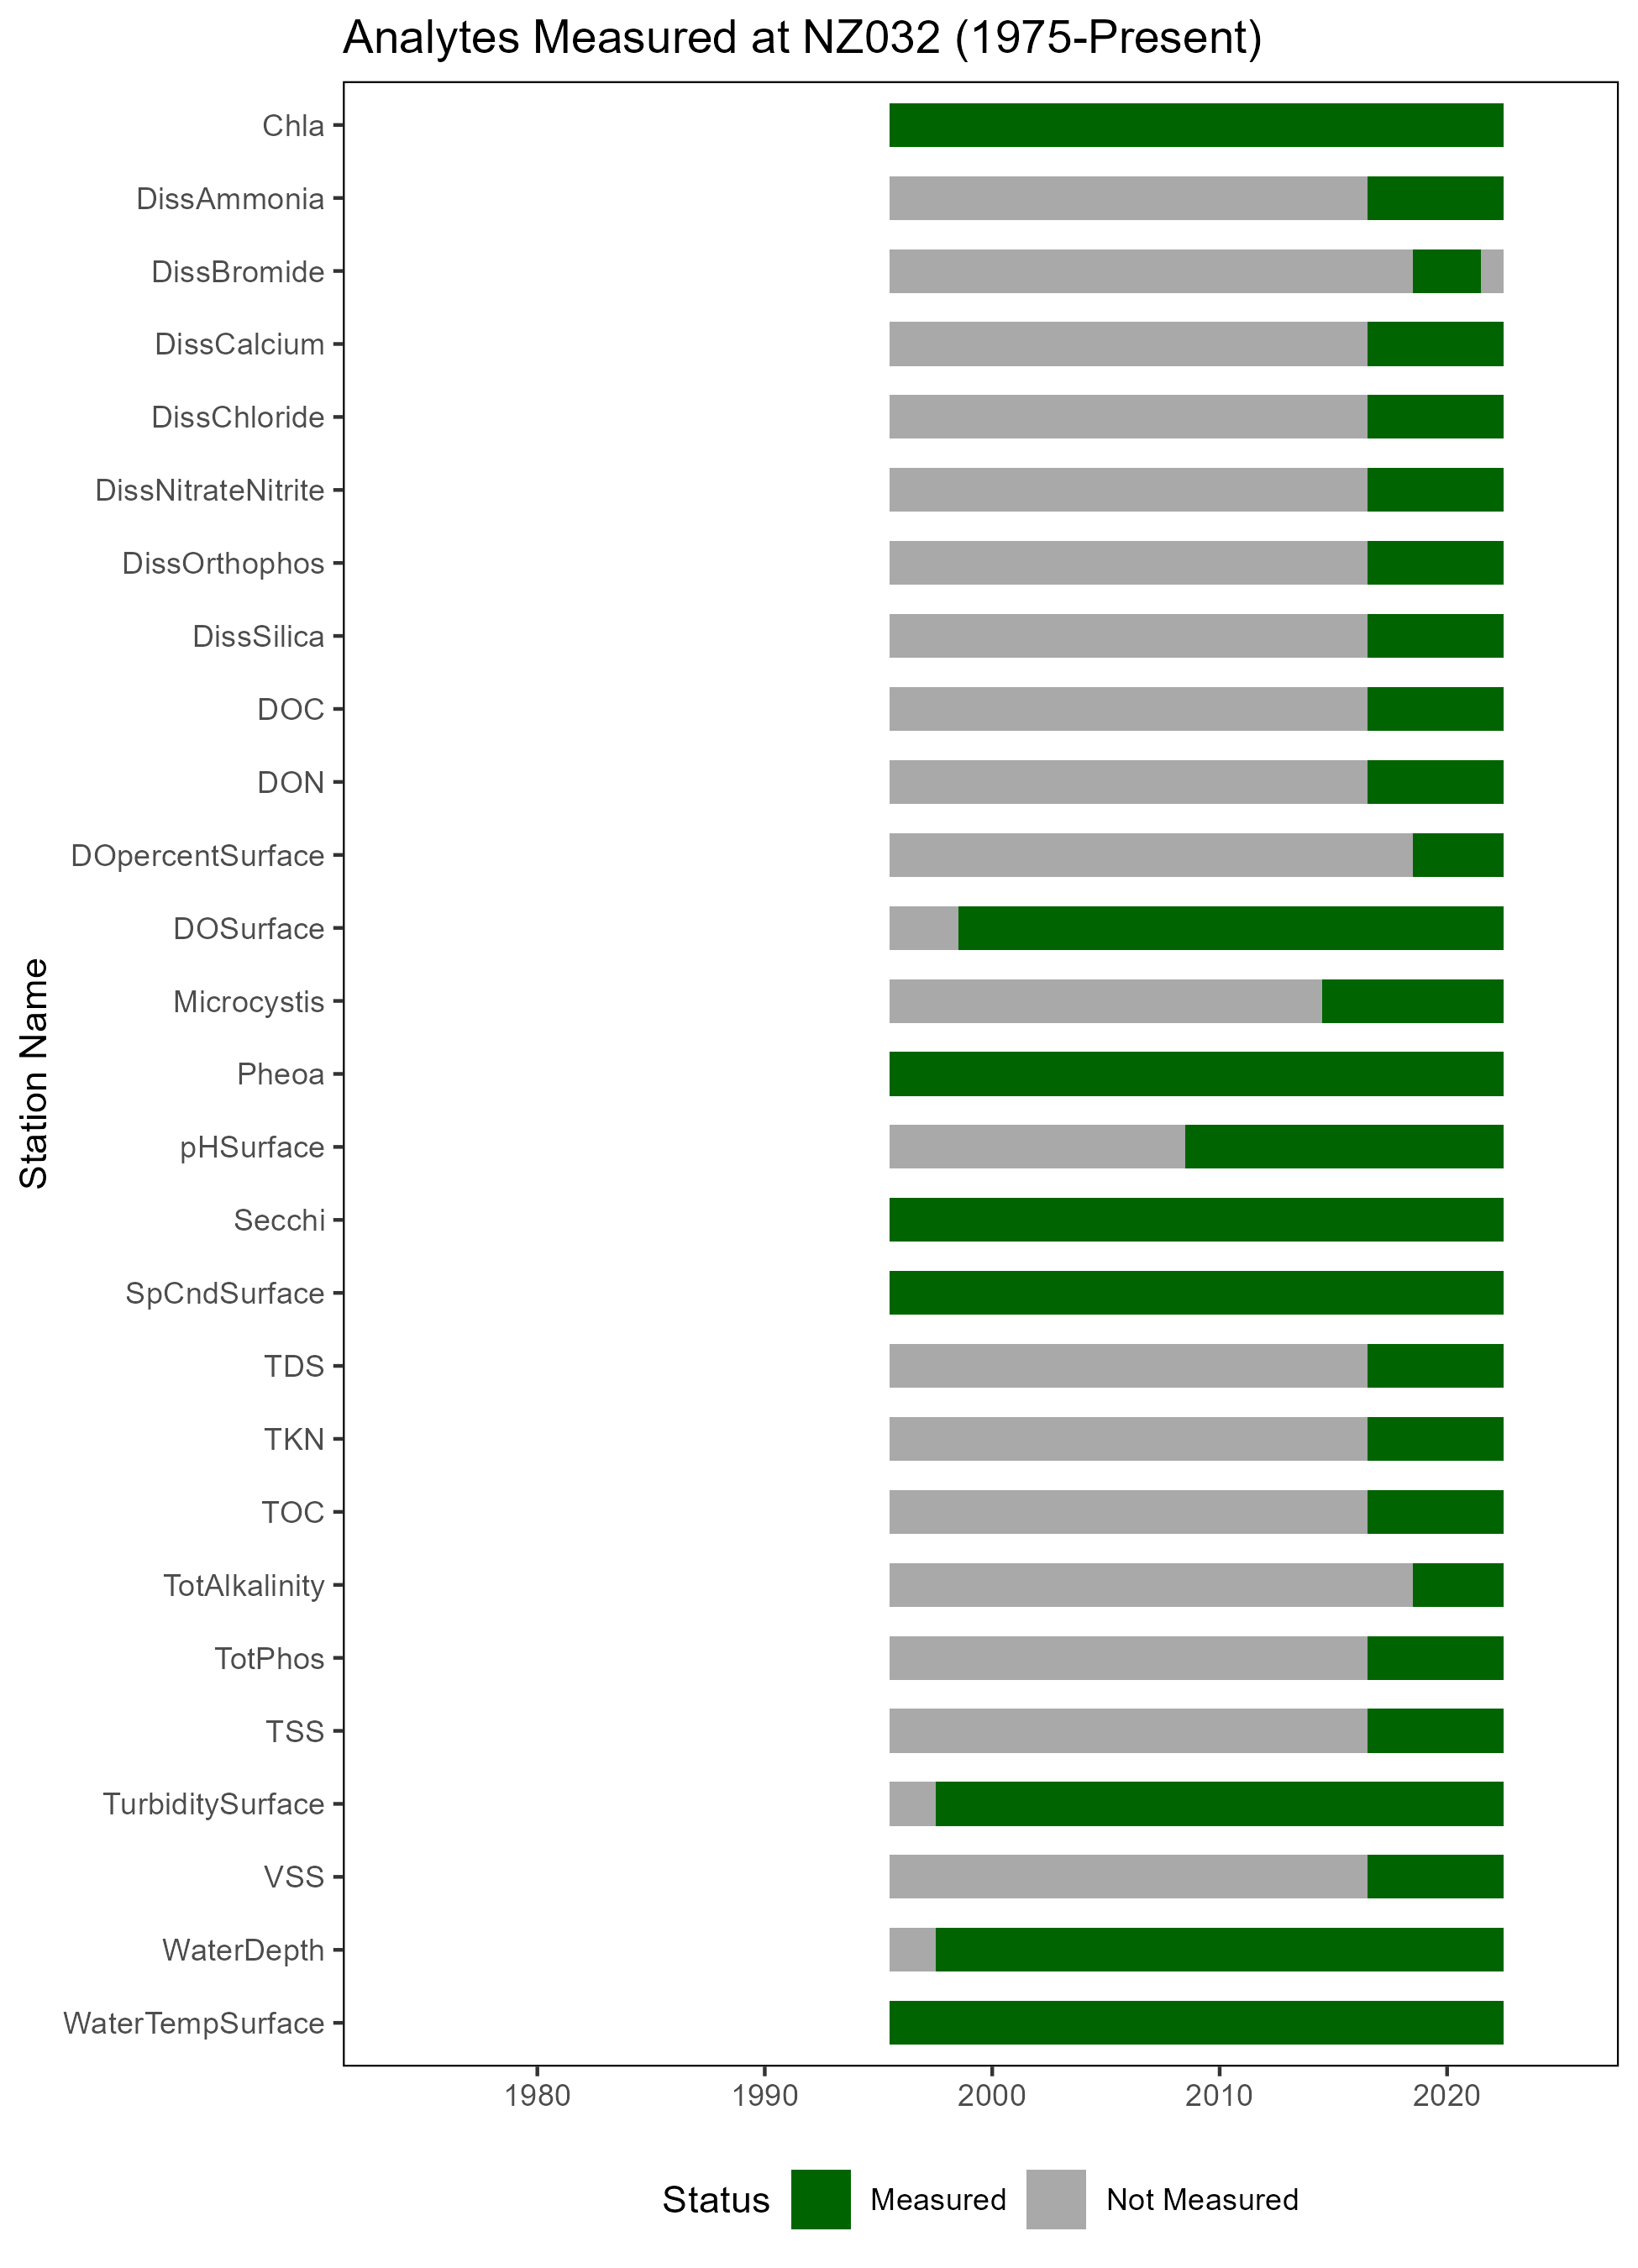 Analytes Measured at NZ032 (1975-Present)
Station Name
Chla
DissAmmonia
DissBromide
DissCalcium
DissChloride
DissNitrateNitrite
DissOrthophos
DissSilica
DOC
DON
DOpercentSurface
DOSurface
Microcystis
Pheoa
pHSurface
Secchi
SpCndSurface
TDS
TKN
TOC
TotAlkalinity
TotPhos
TSS
TurbiditySurface
VSS
WaterDepth
WaterTempSurface
1980 1990 2000 2010 2020
Status Measured Not Measured